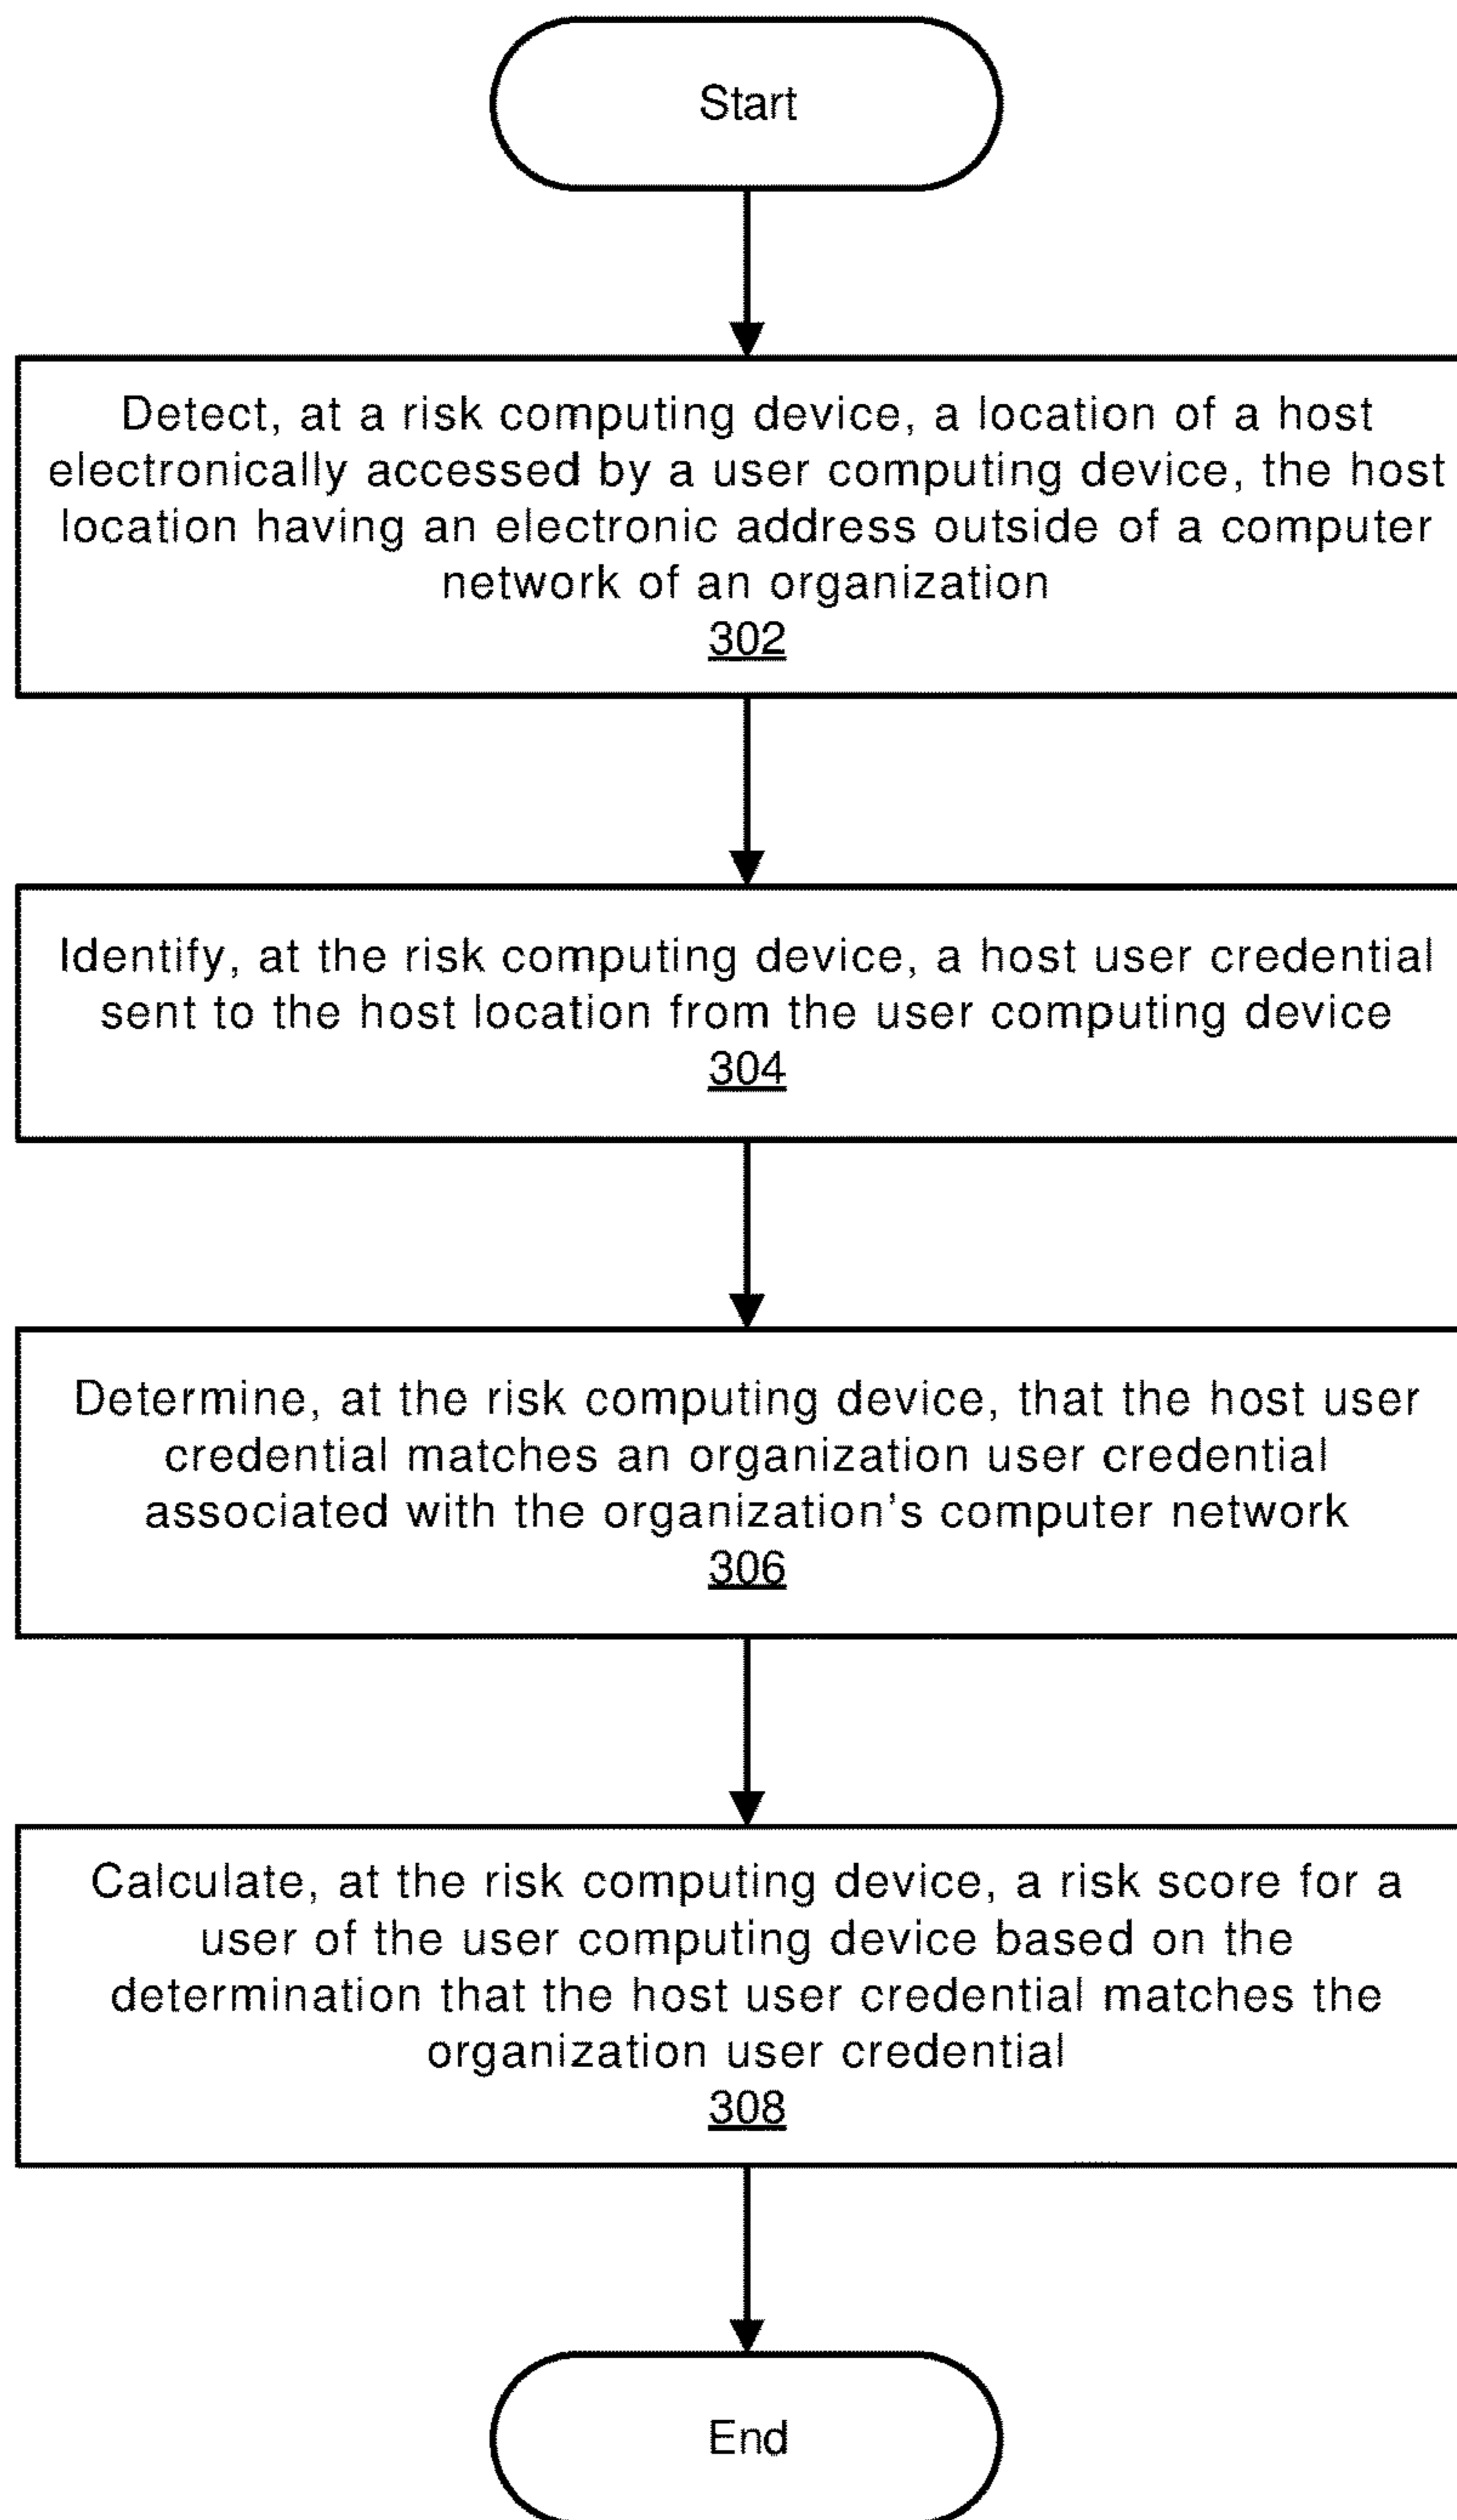 Start
Detect, at a risk computing device, a location of a host
electronically accessed by a user computing device, the host
location having an electronic address outside of a computer
network of an organization
302
Identify, at the risk computing device, a host user credential
sent to the host location from the user computing device
304
Determine, at the risk computing device, that the host user
credential matches an organization user credential
associated with the organization's computer network
306
Calculate, at the risk computing device, a risk score for a
user of the user computing device based on the
determination that the host user credential matches the
organization user credential
308
End